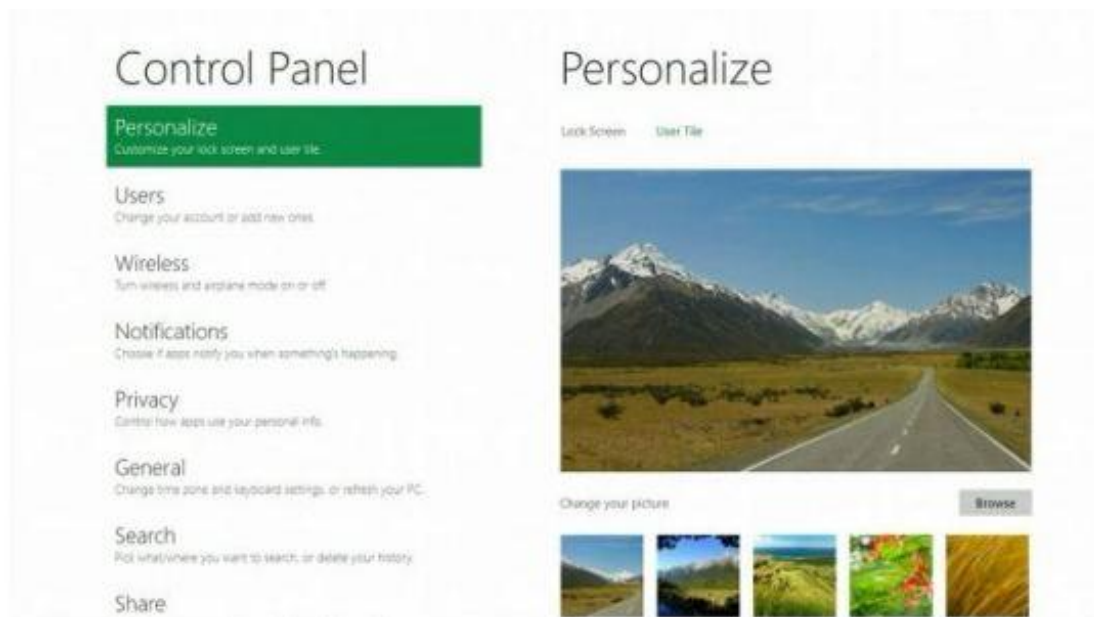 Control Panel
Personalize
Customize your lock screen and user tile.
Users
Change your account or add new ones.
Wireless
Turn wireless and airplane mode on or off
Notifications
Choose if apps notify you when something's happening.
Privacy
Control how apps use your personal info.
General
Change time zone and keyboard settings, or refresh your PC.
Search
Pick what/where you want to search, or delete your history.
Share
Personalize
Lock Screen User Tile
Change your picture
Browse